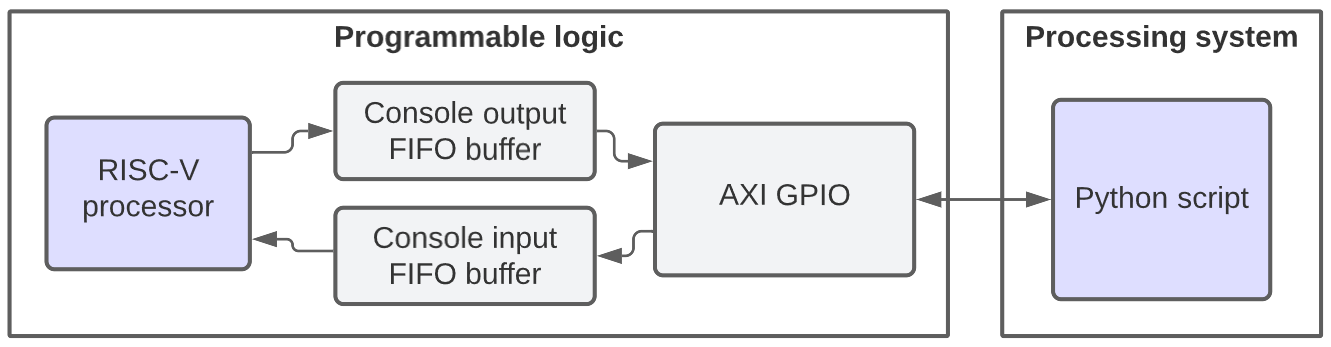 Programmable logic
Processing system
RISC-V
processor
Console output
FIFO buffer
Console input
FIFO buffer
AXI GPIO
Python script